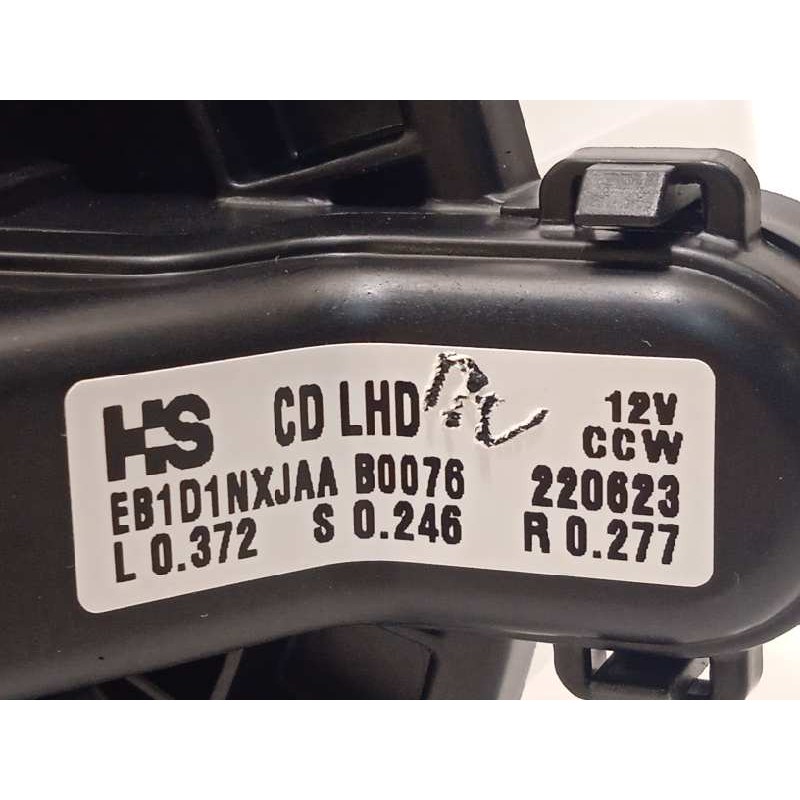 HS CD LHD 12V
CCW
EB1D1NXJAA B0076 220623
L 0.372 S 0.246 R 0.277